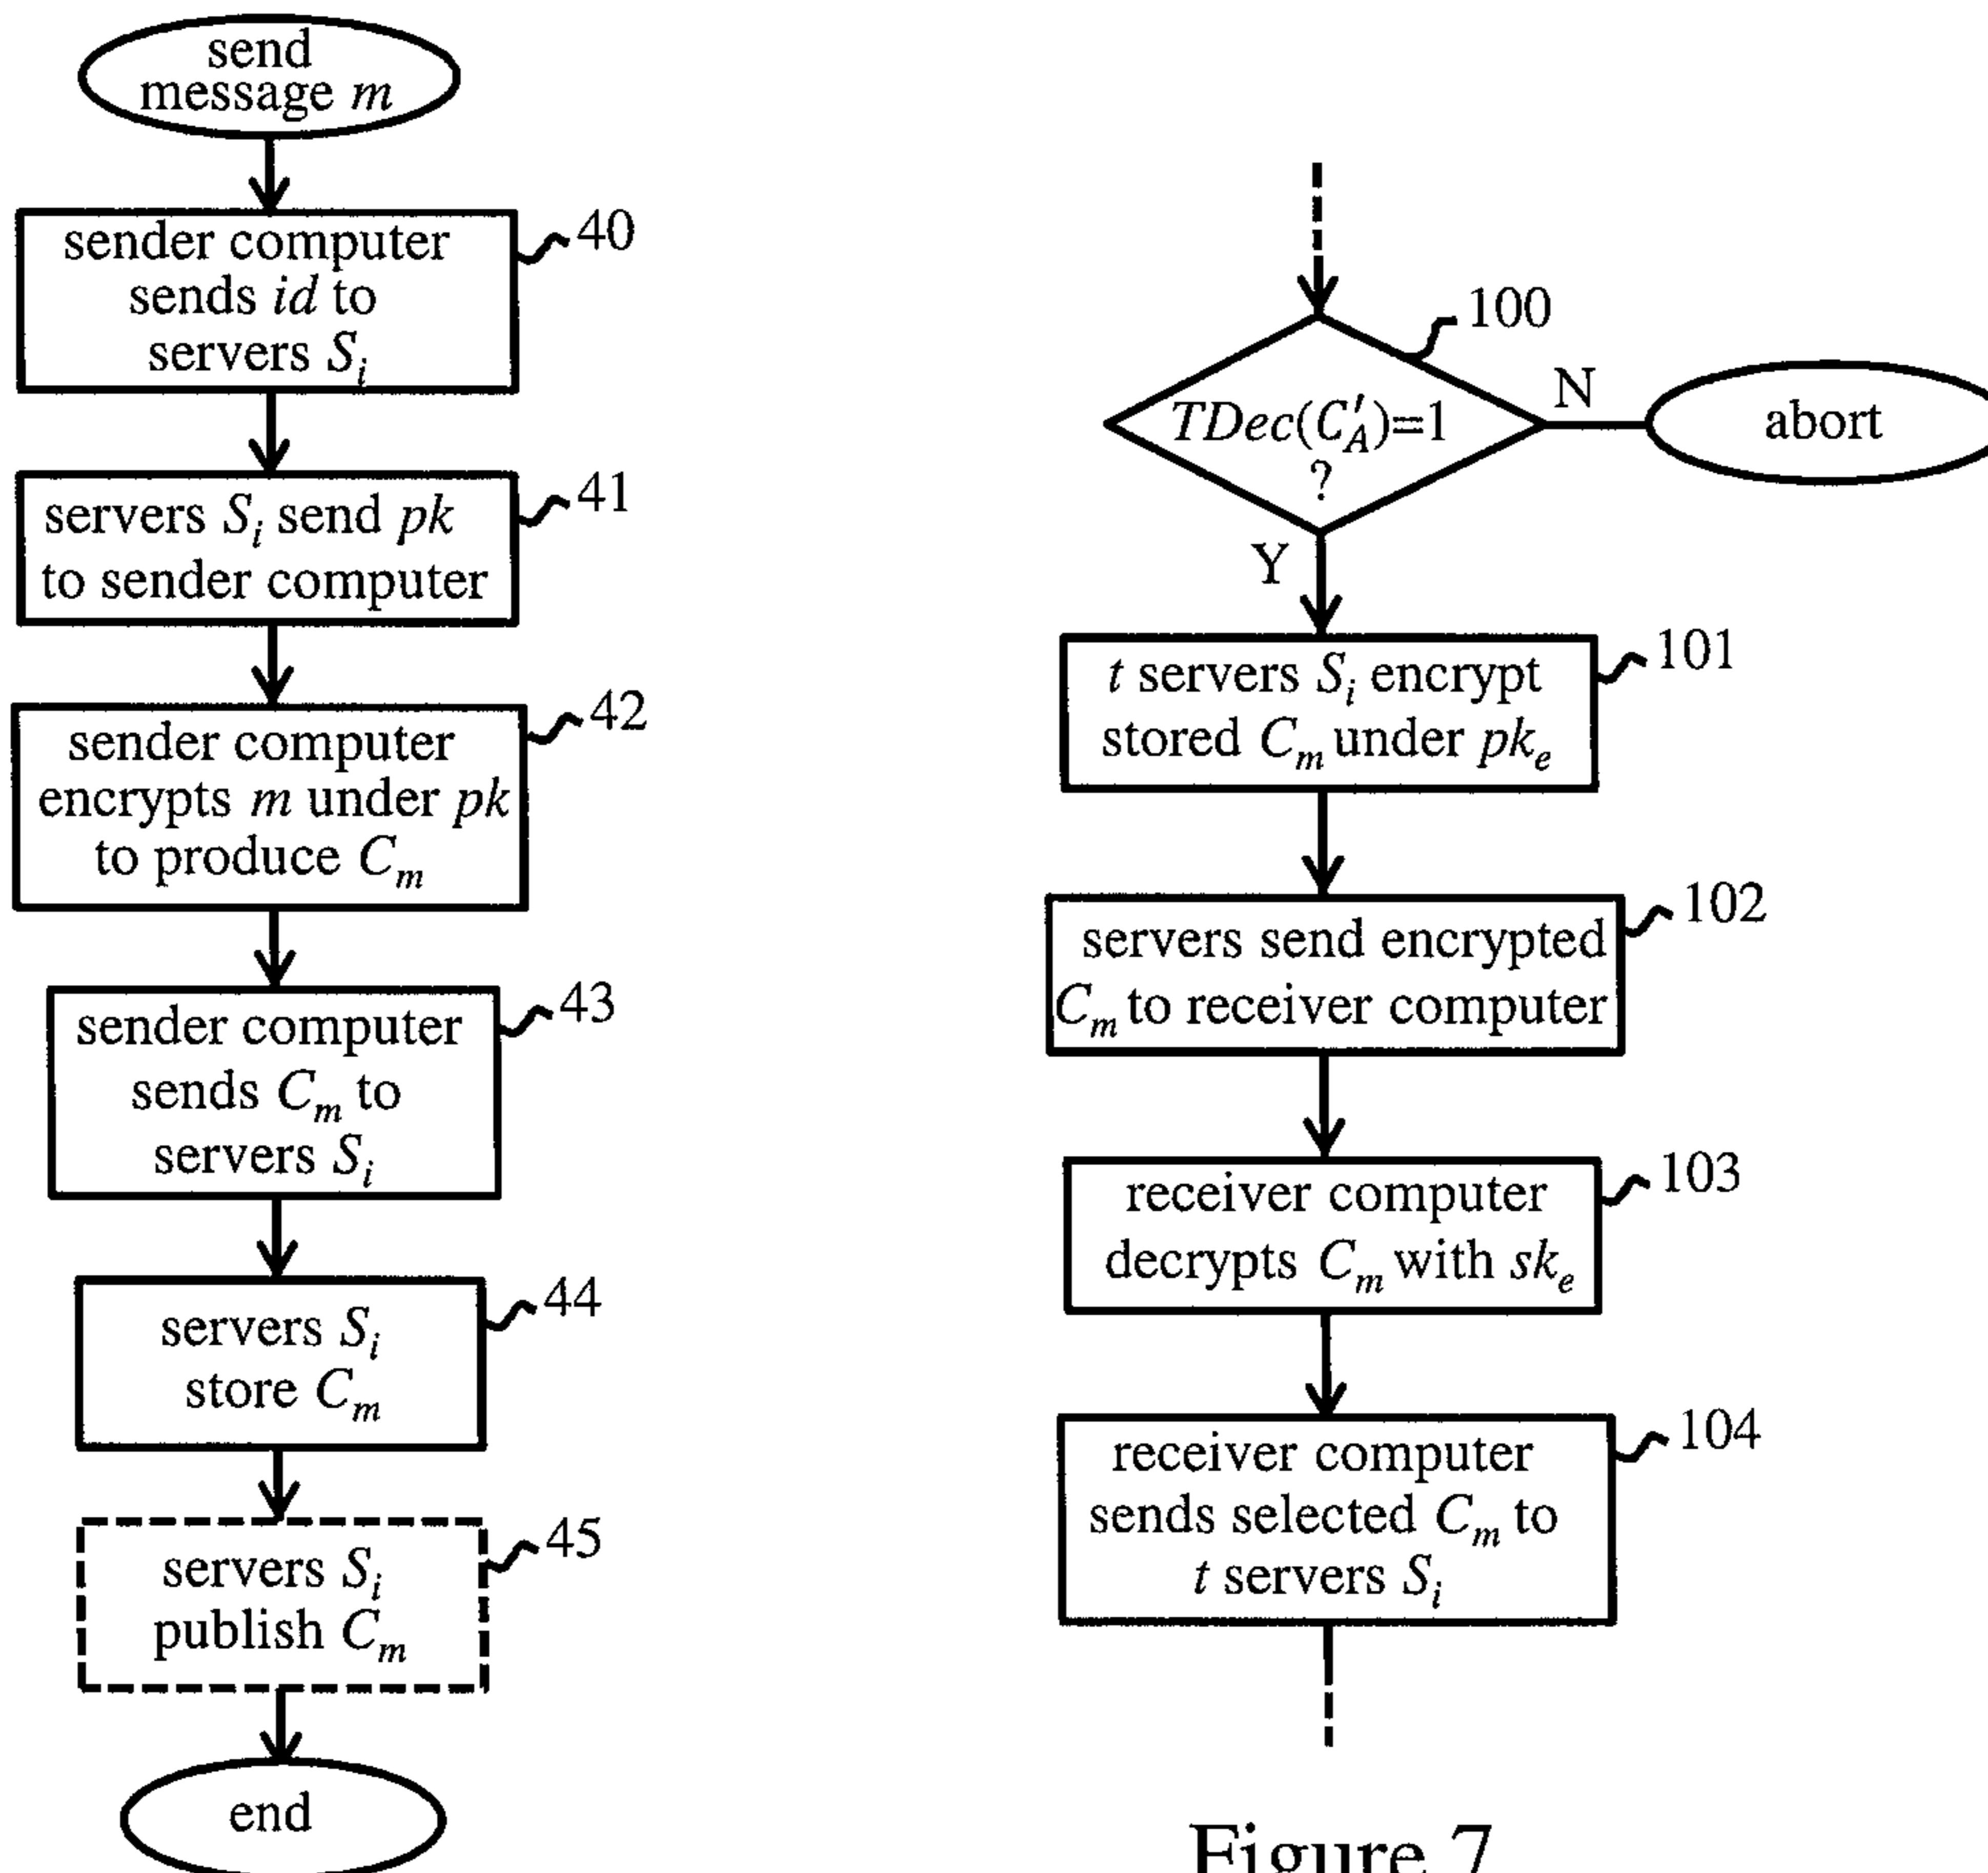 send
message m
sender computer
sends id to
servers Sᵢ
40
servers Sᵢ send pk
to sender computer
41
sender computer
encrypts m under pk
to produce Cₘ
42
sender computer
sends Cₘ to
servers Sᵢ
43
servers Sᵢ
store Cₘ
44
servers Sᵢ
publish Cₘ
45
end
100
TDec(C′_A)=1
?
N
abort
Y
t servers Sᵢ encrypt
stored Cₘ under pkₑ
101
servers send encrypted
Cₘ to receiver computer
102
receiver computer
decrypts Cₘ with skₑ
103
receiver computer
sends selected Cₘ to
t servers Sᵢ
104
Figure 7